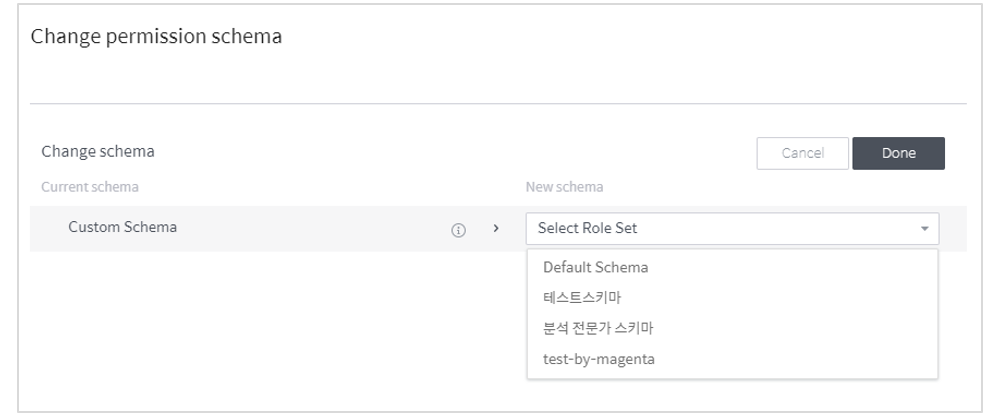 Change permission schema
Change schema
Cancel
Done
Current schema
New schema
Custom Schema
Select Role Set
Default Schema
테스트스키마
분석 전문가 스키마
test-by-magenta